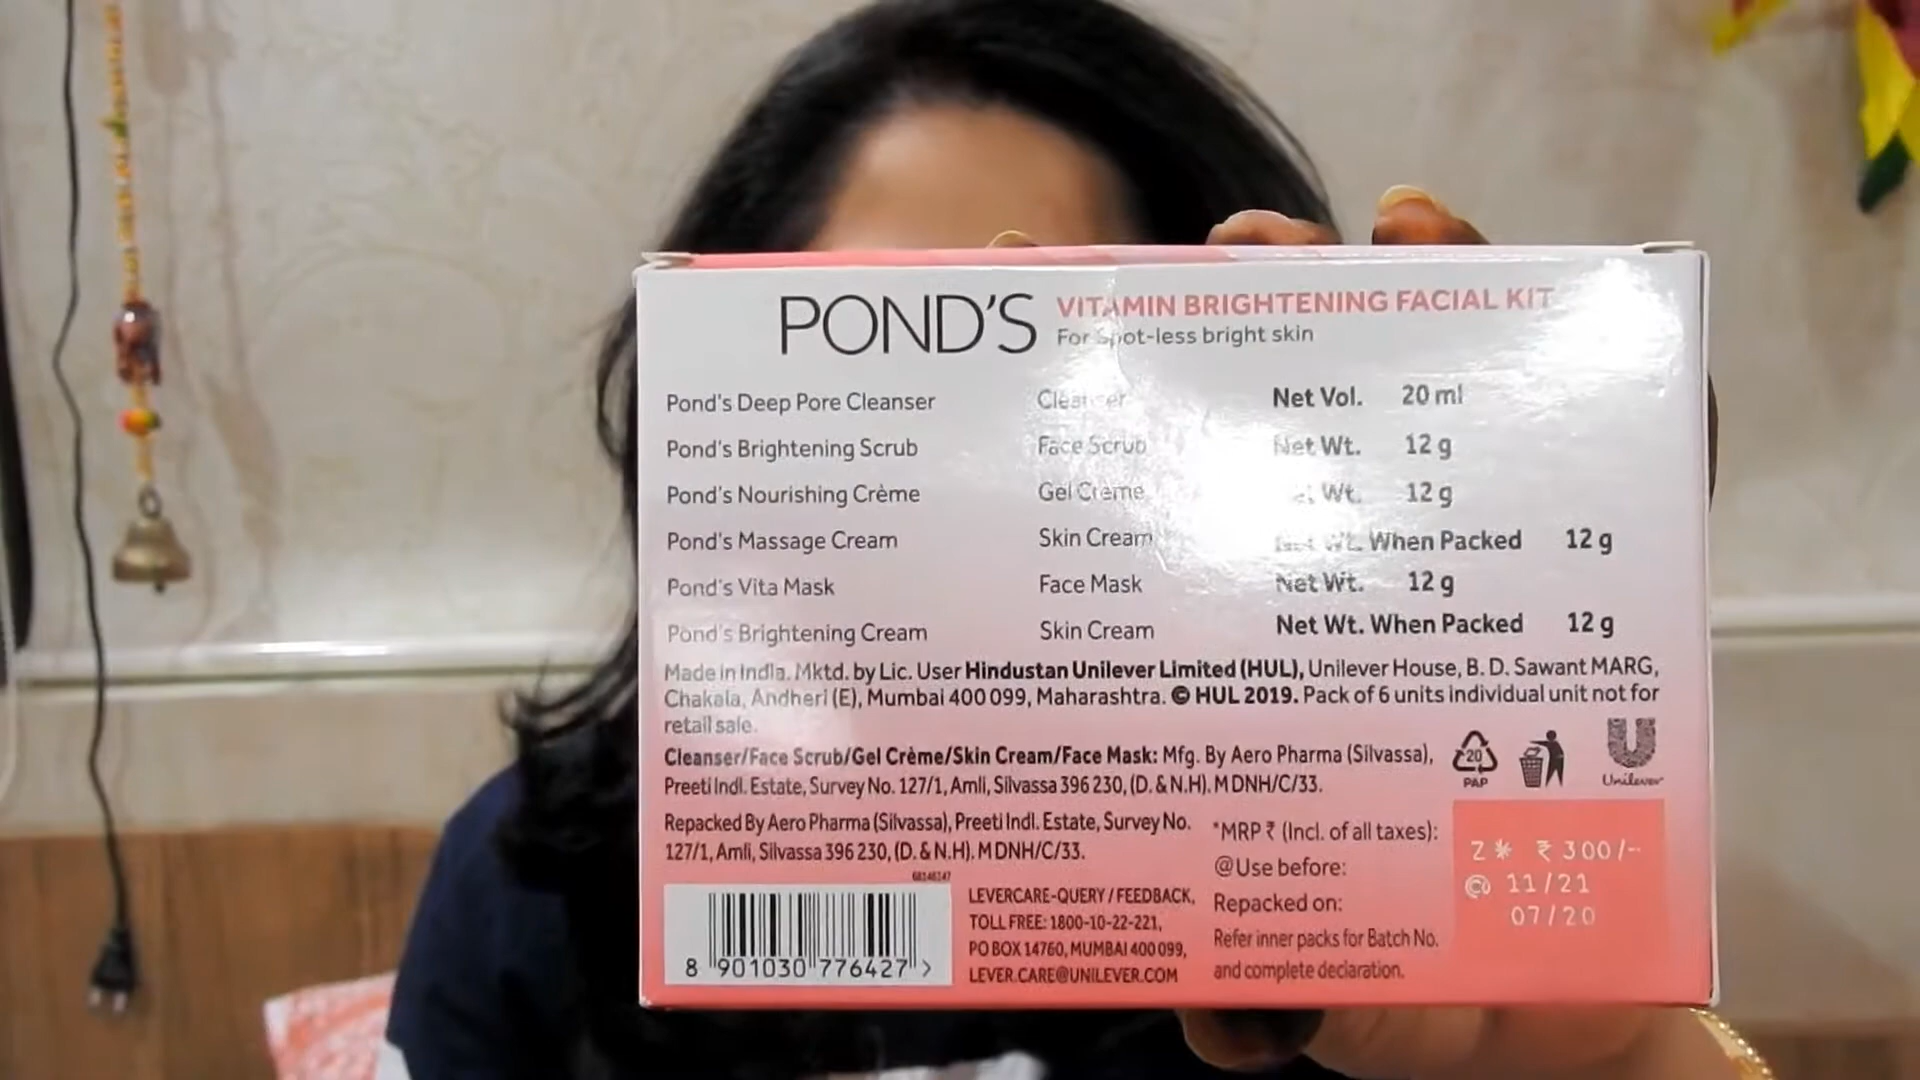 POND'S VITAMIN BRIGHTENING FACIAL KIT
For Spot-less bright skin
Pond's Deep Pore Cleanser Cleanser Net Vol. 20 ml
Pond's Brightening Scrub Face Scrub Net Wt. 12 g
Pond's Nourishing Crème Gel Crème Net Wt. 12 g
Pond's Massage Cream Skin Cream Net Wt. When Packed 12 g
Pond's Vita Mask Face Mask Net Wt. 12 g
Pond's Brightening Cream Skin Cream Net Wt. When Packed 12 g
Made in India. Mktd. by Lic. User Hindustan Unilever Limited (HUL), Unilever House, B. D. Sawant MARG,
Chakala, Andheri (E), Mumbai 400 099, Maharashtra. © HUL 2019. Pack of 6 units individual unit not for
retail sale.
Cleanser/Face Scrub/Gel Crème/Skin Cream/Face Mask: Mfg. By Aero Pharma (Silvassa),
Preeti Indl. Estate, Survey No. 127/1, Amli, Silvassa 396 230, (D. & N.H). M DNH/C/33.
20
PAP
Unilever
Repacked By Aero Pharma (Silvassa), Preeti Indl. Estate, Survey No.
127/1, Amli, Silvassa 396 230, (D. & N.H). M DNH/C/33.
68146147
8 901030 776427 >
LEVERCARE-QUERY / FEEDBACK,
TOLL FREE: 1800-10-22-221,
PO BOX 14760, MUMBAI 400 099,
LEVER.CARE@UNILEVER.COM
*MRP ₹ (Incl. of all taxes):
@Use before:
Repacked on:
Refer inner packs for Batch No.
and complete declaration.
Z * ₹ 300/--
@ 11/21
07/20